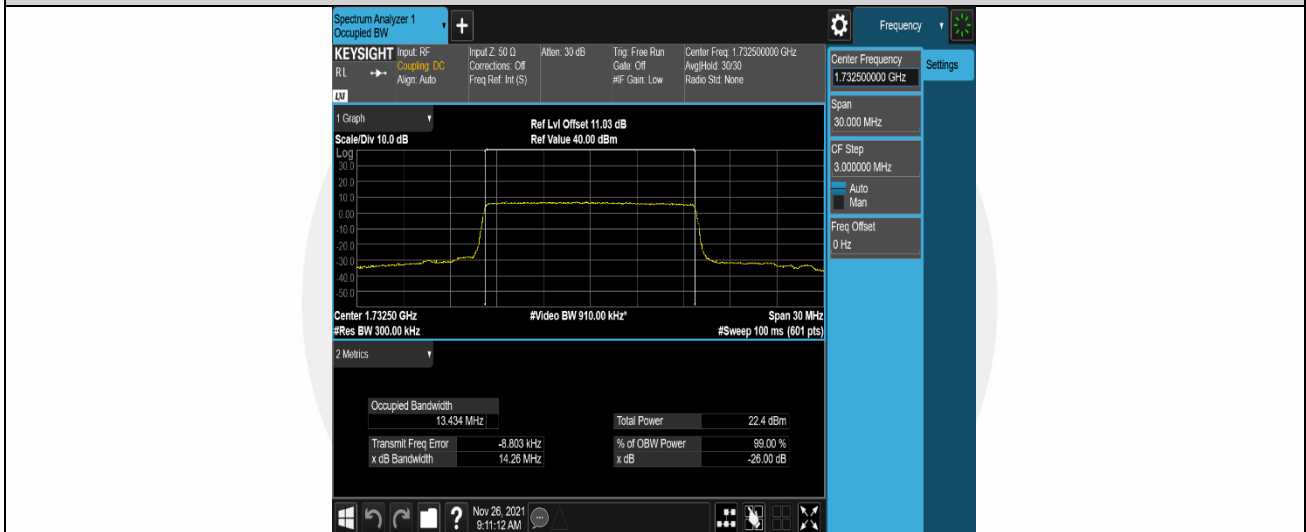 Spectrum Analyzer 1
Occupied BW
+
Frequency
KEYSIGHT
RL
LXI
Input: RF
Coupling: DC
Align: Auto
Input Z: 50 Ω
Corrections: Off
Freq Ref: Int (S)
Atten: 30 dB
Trig: Free Run
Gate: Off
#IF Gain: Low
Center Freq: 1.732500000 GHz
Avg|Hold: 30/30
Radio Std: None
Center Frequency
1.732500000 GHz
Settings
Span
30.000 MHz
CF Step
3.000000 MHz
Auto
Man
Freq Offset
0 Hz
1 Graph
Ref Lvl Offset 11.03 dB
Scale/Div 10.0 dB
Ref Value 40.00 dBm
Log
30.0
20.0
10.0
0.00
-10.0
-20.0
-30.0
-40.0
-50.0
Center 1.73250 GHz
#Video BW 910.00 kHz*
Span 30 MHz
#Res BW 300.00 kHz
#Sweep 100 ms (601 pts)
2 Metrics
Occupied Bandwidth
13.434 MHz
Total Power 22.4 dBm
Transmit Freq Error -8.803 kHz
% of OBW Power 99.00 %
x dB Bandwidth 14.26 MHz
x dB -26.00 dB
?
Nov 26, 2021
9:11:12 AM